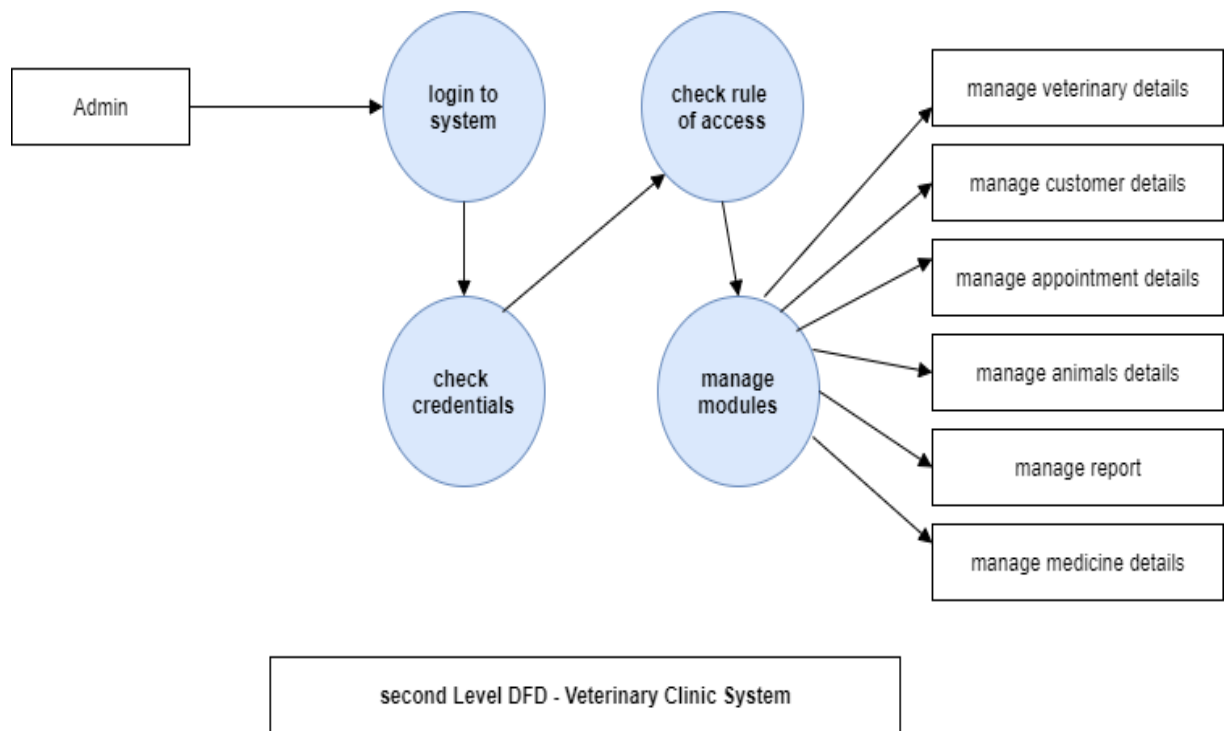 Admin
login to
system
check rule
of access
check
credentials
manage
modules
manage veterinary details
manage customer details
manage appointment details
manage animals details
manage report
manage medicine details
second Level DFD - Veterinary Clinic System